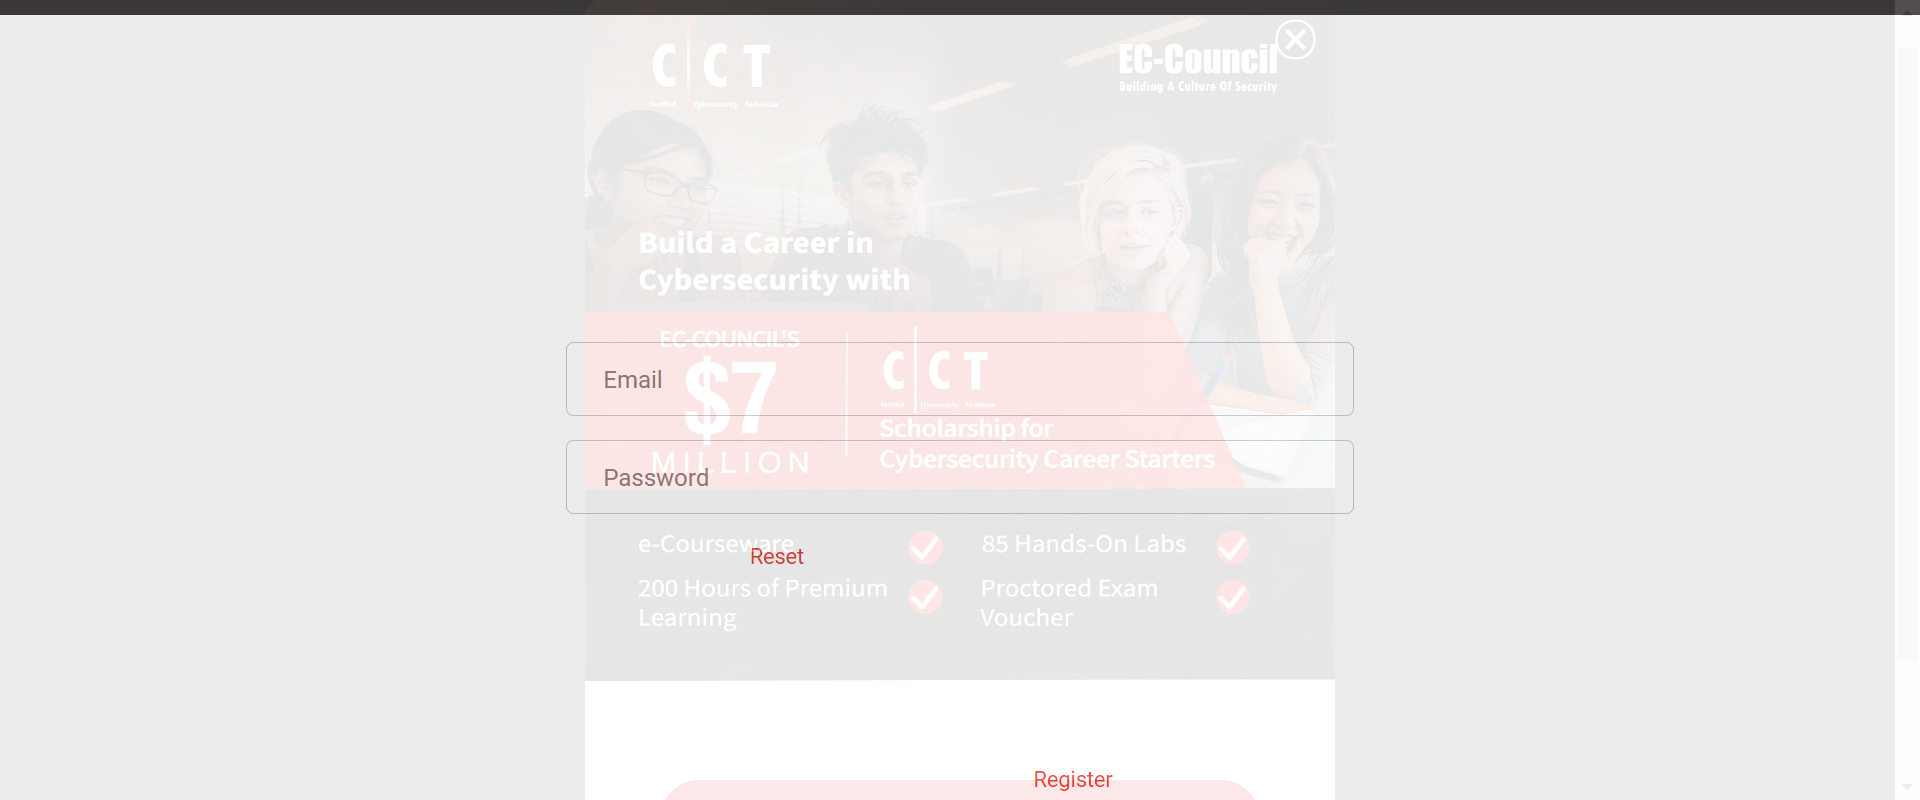 C CT
Certified Cybersecurity Technician
EC-Council
Building A Culture Of Security
Build a Career in
Cybersecurity with
EC-COUNCIL'S
$7
MILLION
C CT
Certified Cybersecurity Technician
Scholarship for
Cybersecurity Career Starters
Email
Password
e-Courseware
85 Hands-On Labs
Reset
200 Hours of Premium
Learning
Proctored Exam
Voucher
Register